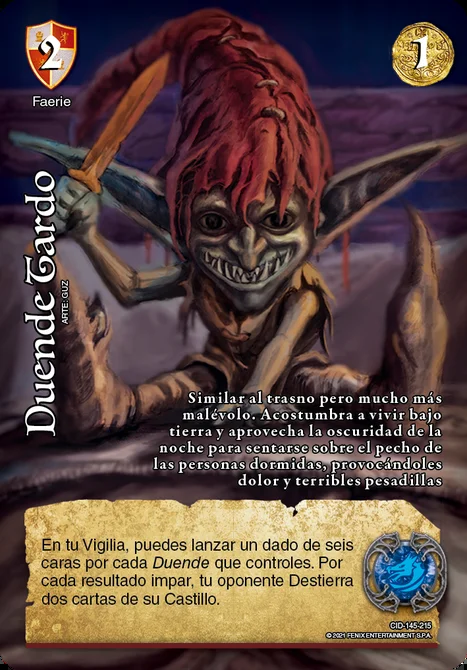 2
1
Faerie
Duende Tardo
ARTE: GUZ
Similar al trasno pero mucho más
malévolo. Acostumbra a vivir bajo
tierra y aprovecha la oscuridad de la
noche para sentarse sobre el pecho de
las personas dormidas, provocándoles
dolor y terribles pesadillas
En tu Vigilia, puedes lanzar un dado de seis
caras por cada Duende que controles. Por
cada resultado impar, tu oponente Destierra
dos cartas de su Castillo.
CID-145-215
© 2021 FENIX ENTERTAINMENT S.P.A.